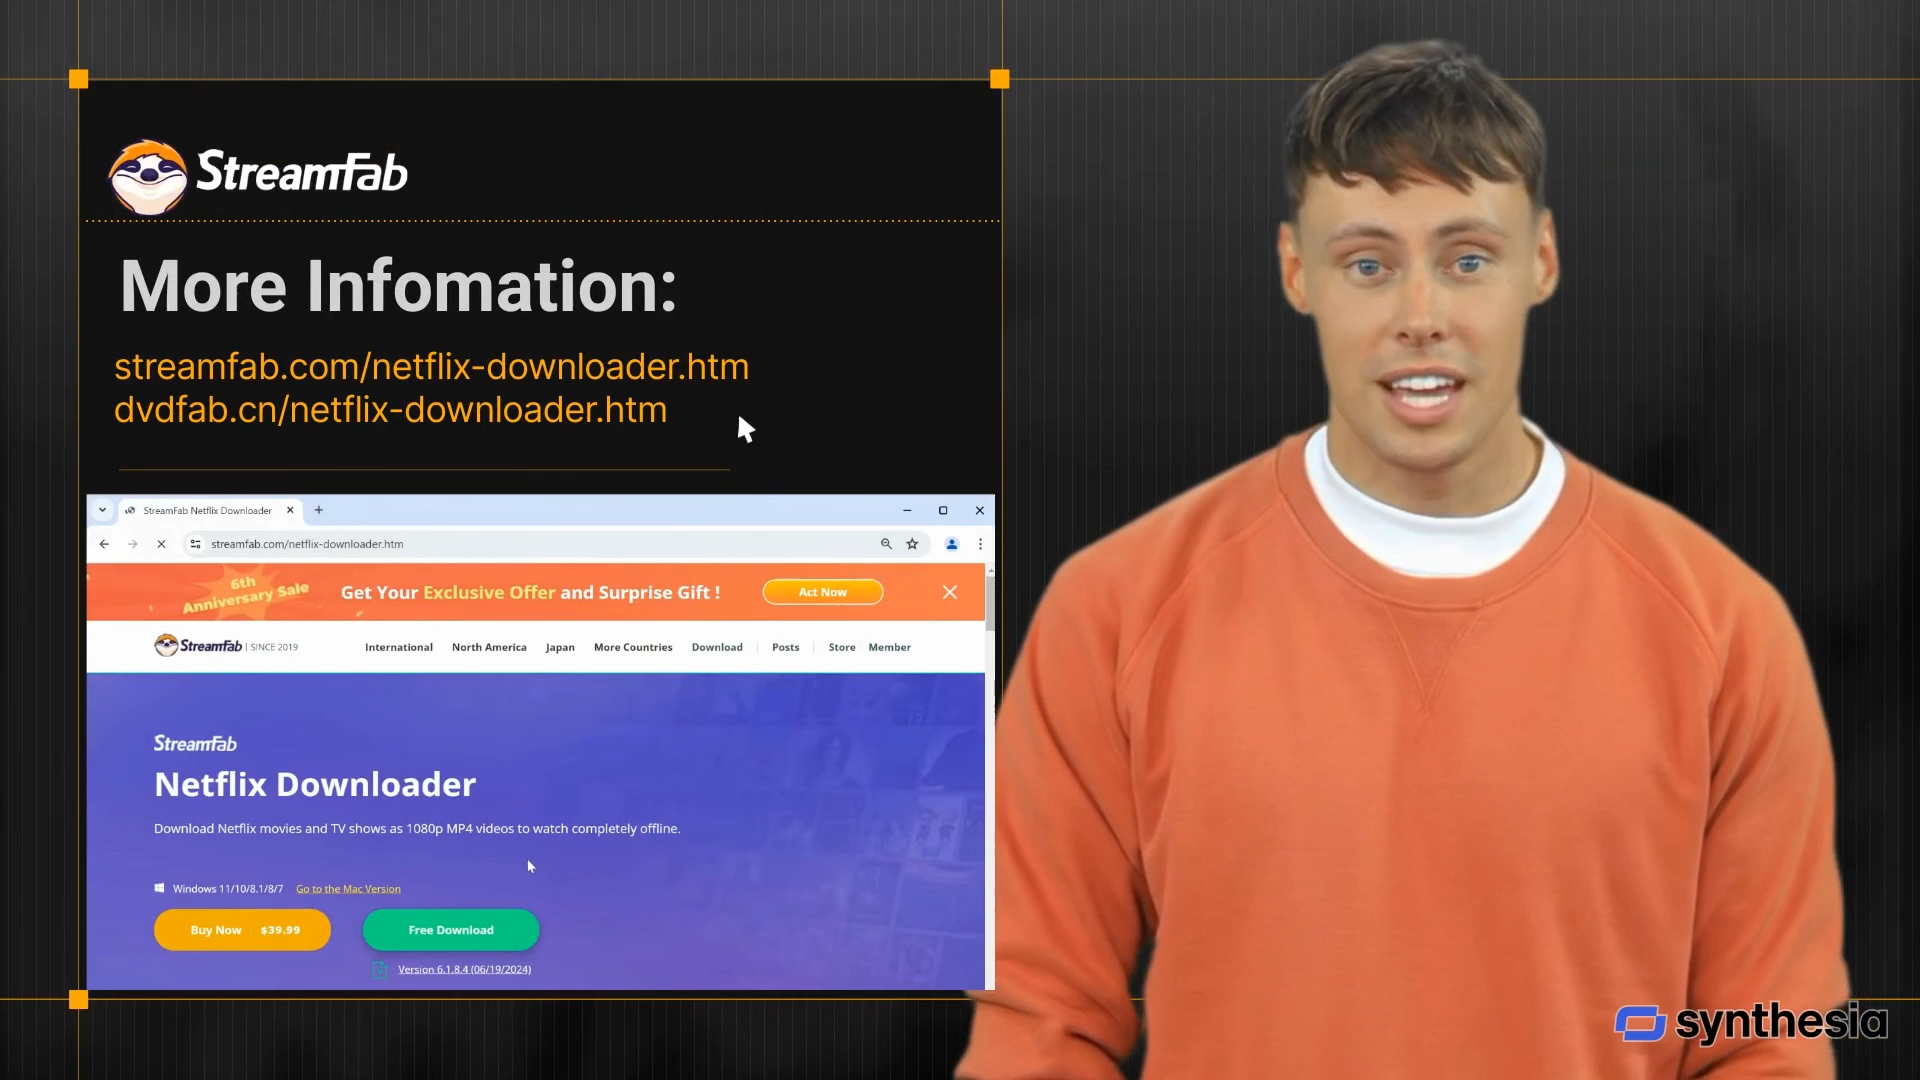 StreamFab
More Infomation:
streamfab.com/netflix-downloader.htm
dvdfab.cn/netflix-downloader.htm
StreamFab Netflix Downloader
streamfab.com/netflix-downloader.htm
6th
Anniversary Sale
Get Your Exclusive Offer and Surprise Gift !
Act Now
StreamFab | SINCE 2019
International North America Japan More Countries Download Posts Store Member
StreamFab
Netflix Downloader
Download Netflix movies and TV shows as 1080p MP4 videos to watch completely offline.
Windows 11/10/8.1/8/7 Go to the Mac Version
Buy Now $39.99
Free Download
Version 6.1.8.4 (06/19/2024)
synthesia